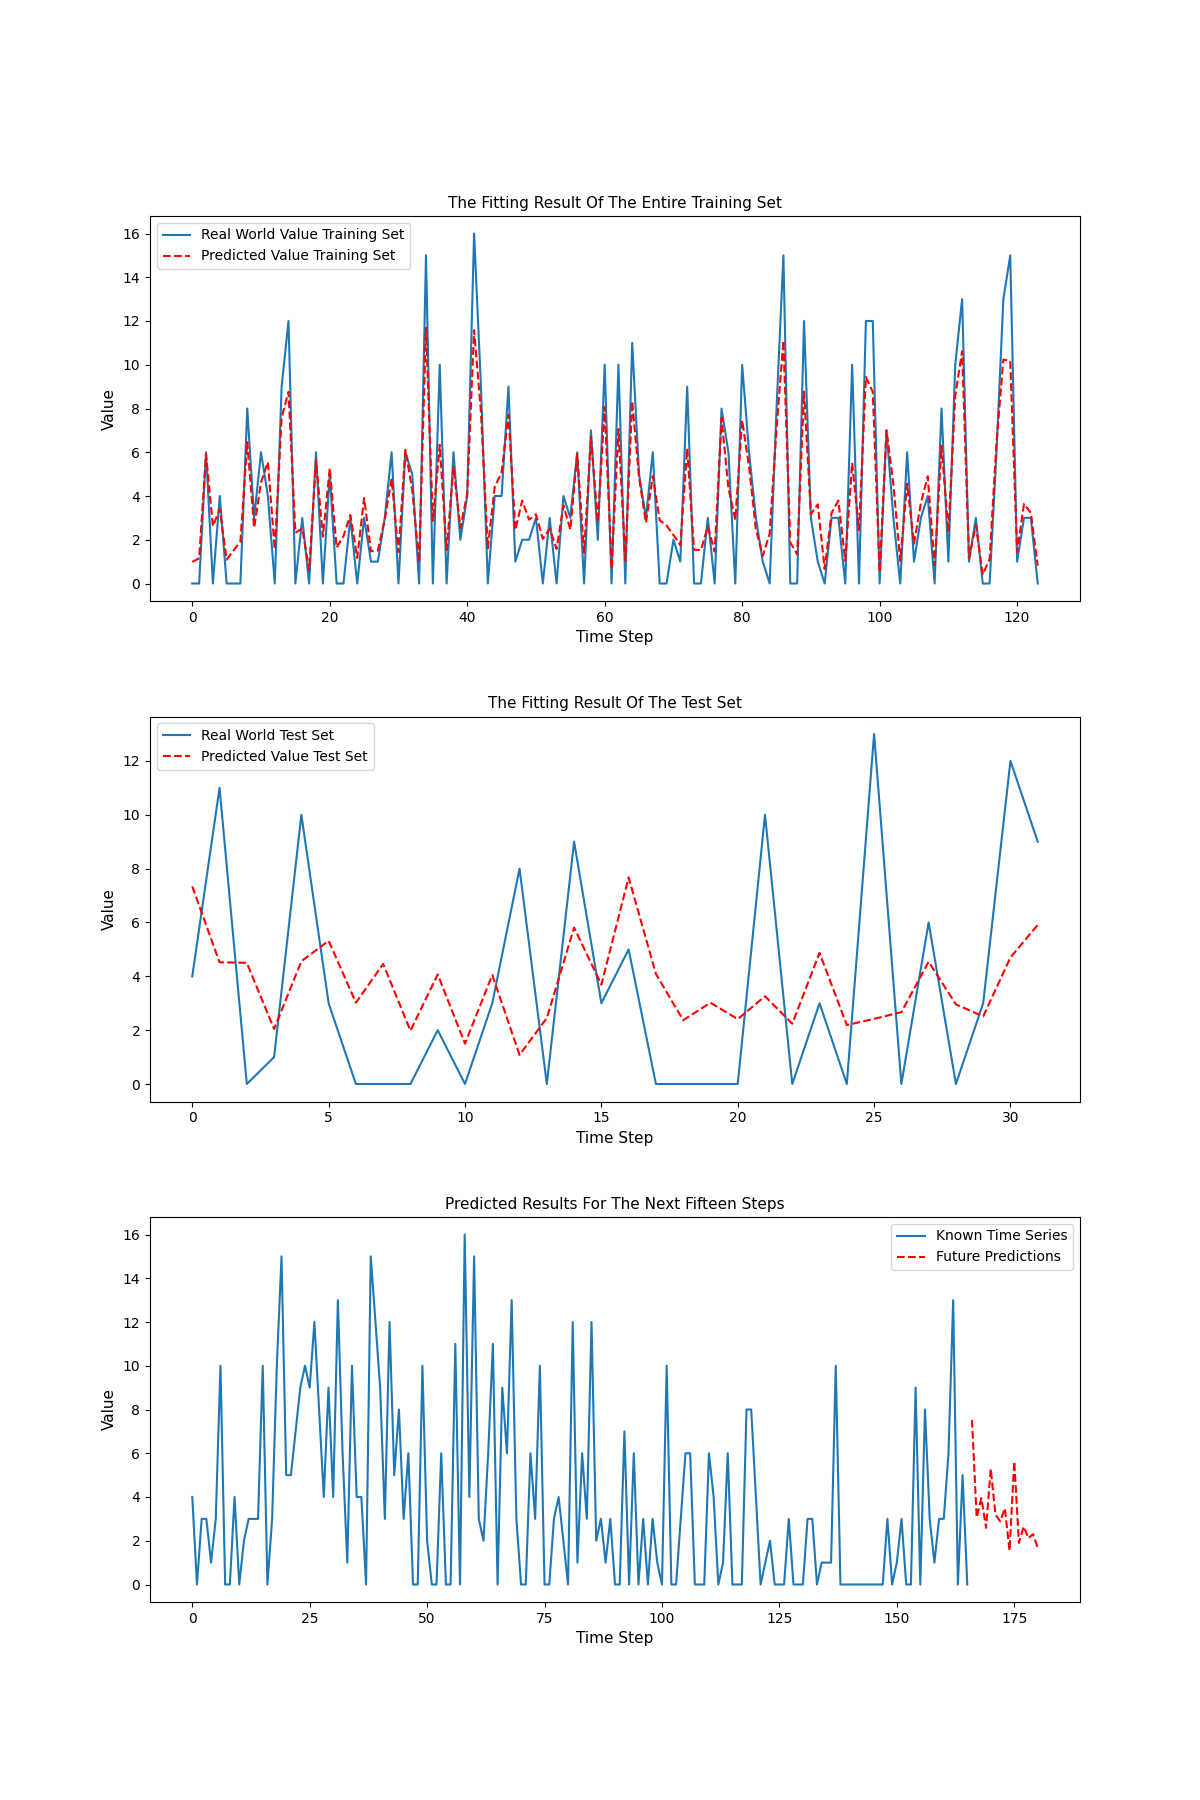 The Fitting Result Of The Entire Training Set
Real World Value Training Set
Predicted Value Training Set
Value
16
14
12
10
8
6
4
2
0
0 20 40 60 80 100 120
Time Step
The Fitting Result Of The Test Set
Real World Test Set
Predicted Value Test Set
Value
12
10
8
6
4
2
0
0 5 10 15 20 25 30
Time Step
Predicted Results For The Next Fifteen Steps
Known Time Series
Future Predictions
Value
16
14
12
10
8
6
4
2
0
0 25 50 75 100 125 150 175
Time Step